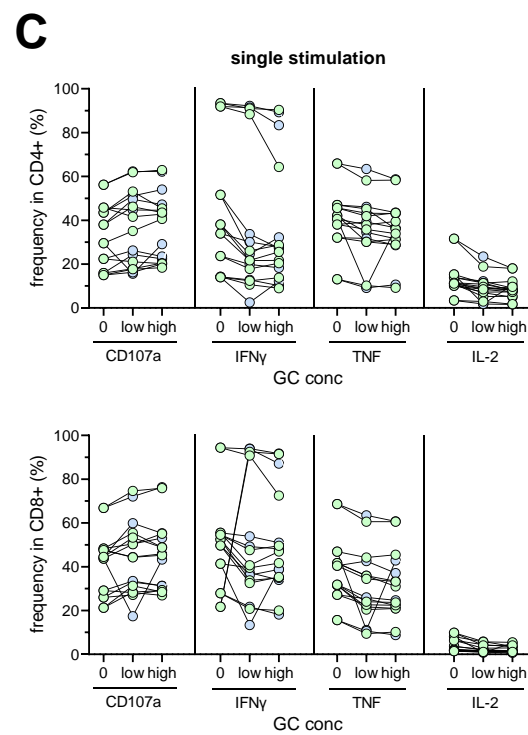 C
single stimulation
frequency in CD4+ (%)
100
80
60
40
20
0
0 low high 0 low high 0 low high 0 low high
CD107a IFNγ TNF IL-2
GC conc
frequency in CD8+ (%)
100
80
60
40
20
0
0 low high 0 low high 0 low high 0 low high
CD107a IFNγ TNF IL-2
GC conc